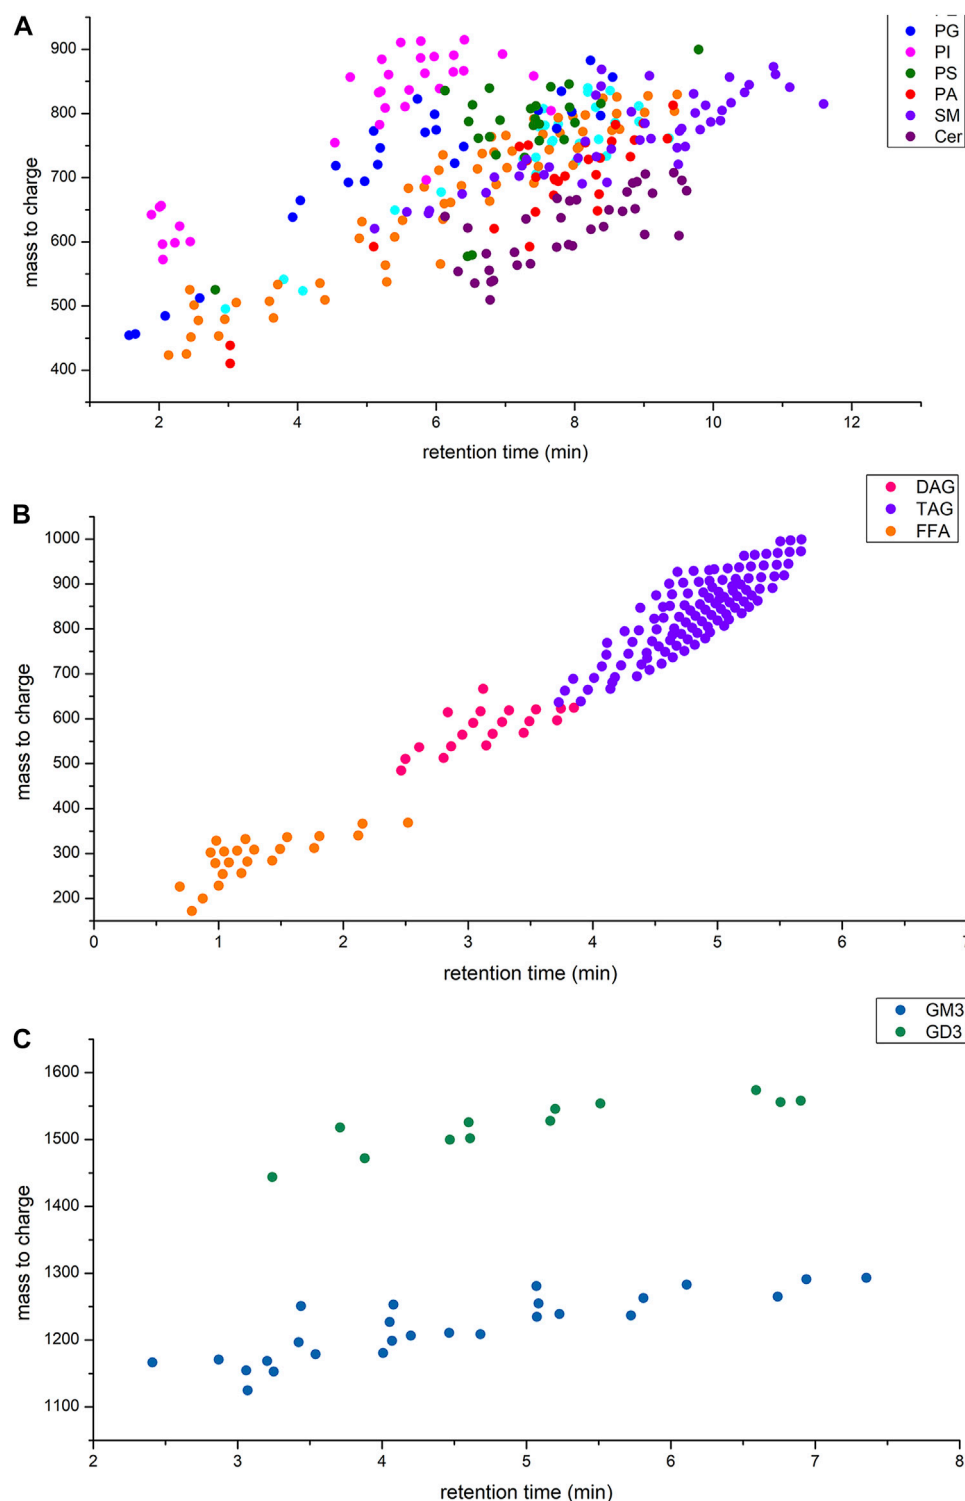 A
PG
PI
PS
PA
SM
Cer
900
800
700
600
500
400
mass to charge
2 4 6 8 10 12
retention time (min)
B
DAG
TAG
FFA
1000
900
800
700
600
500
400
300
200
mass to charge
0 1 2 3 4 5 6 7
retention time (min)
C
GM3
GD3
1600
1500
1400
1300
1200
1100
mass to charge
2 3 4 5 6 7 8
retention time (min)